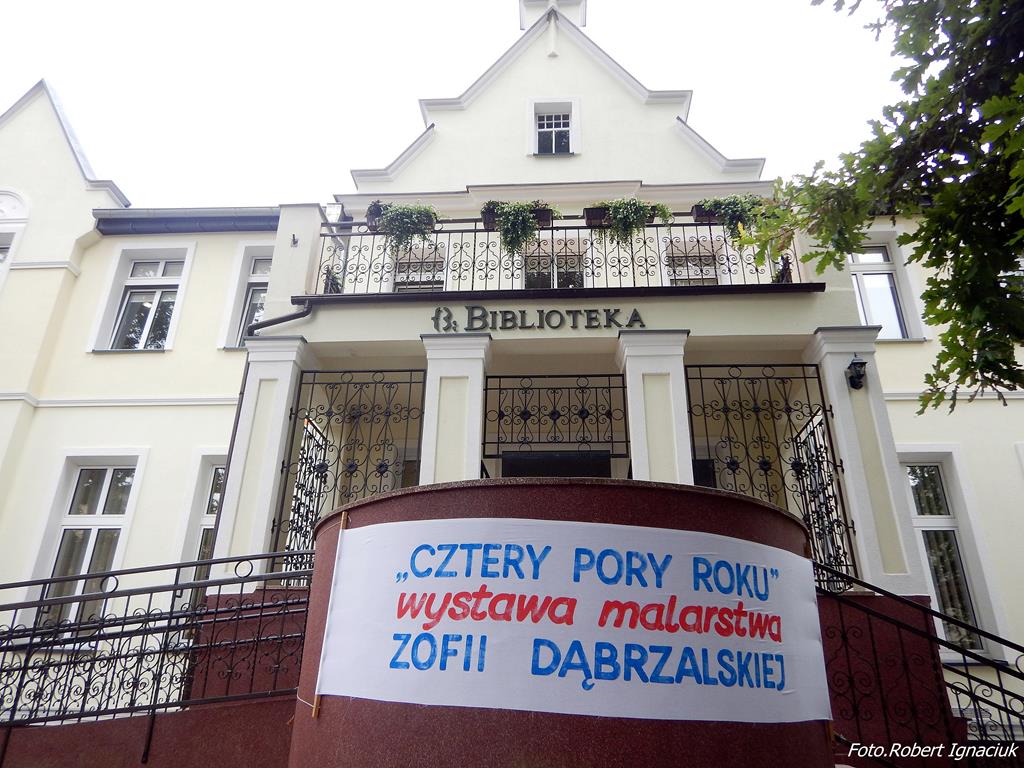 BIBLIOTEKA
„CZTERY PORY ROKU”
wystawa malarstwa
ZOFII DĄBRZALSKIEJ
Foto.Robert Ignaciuk